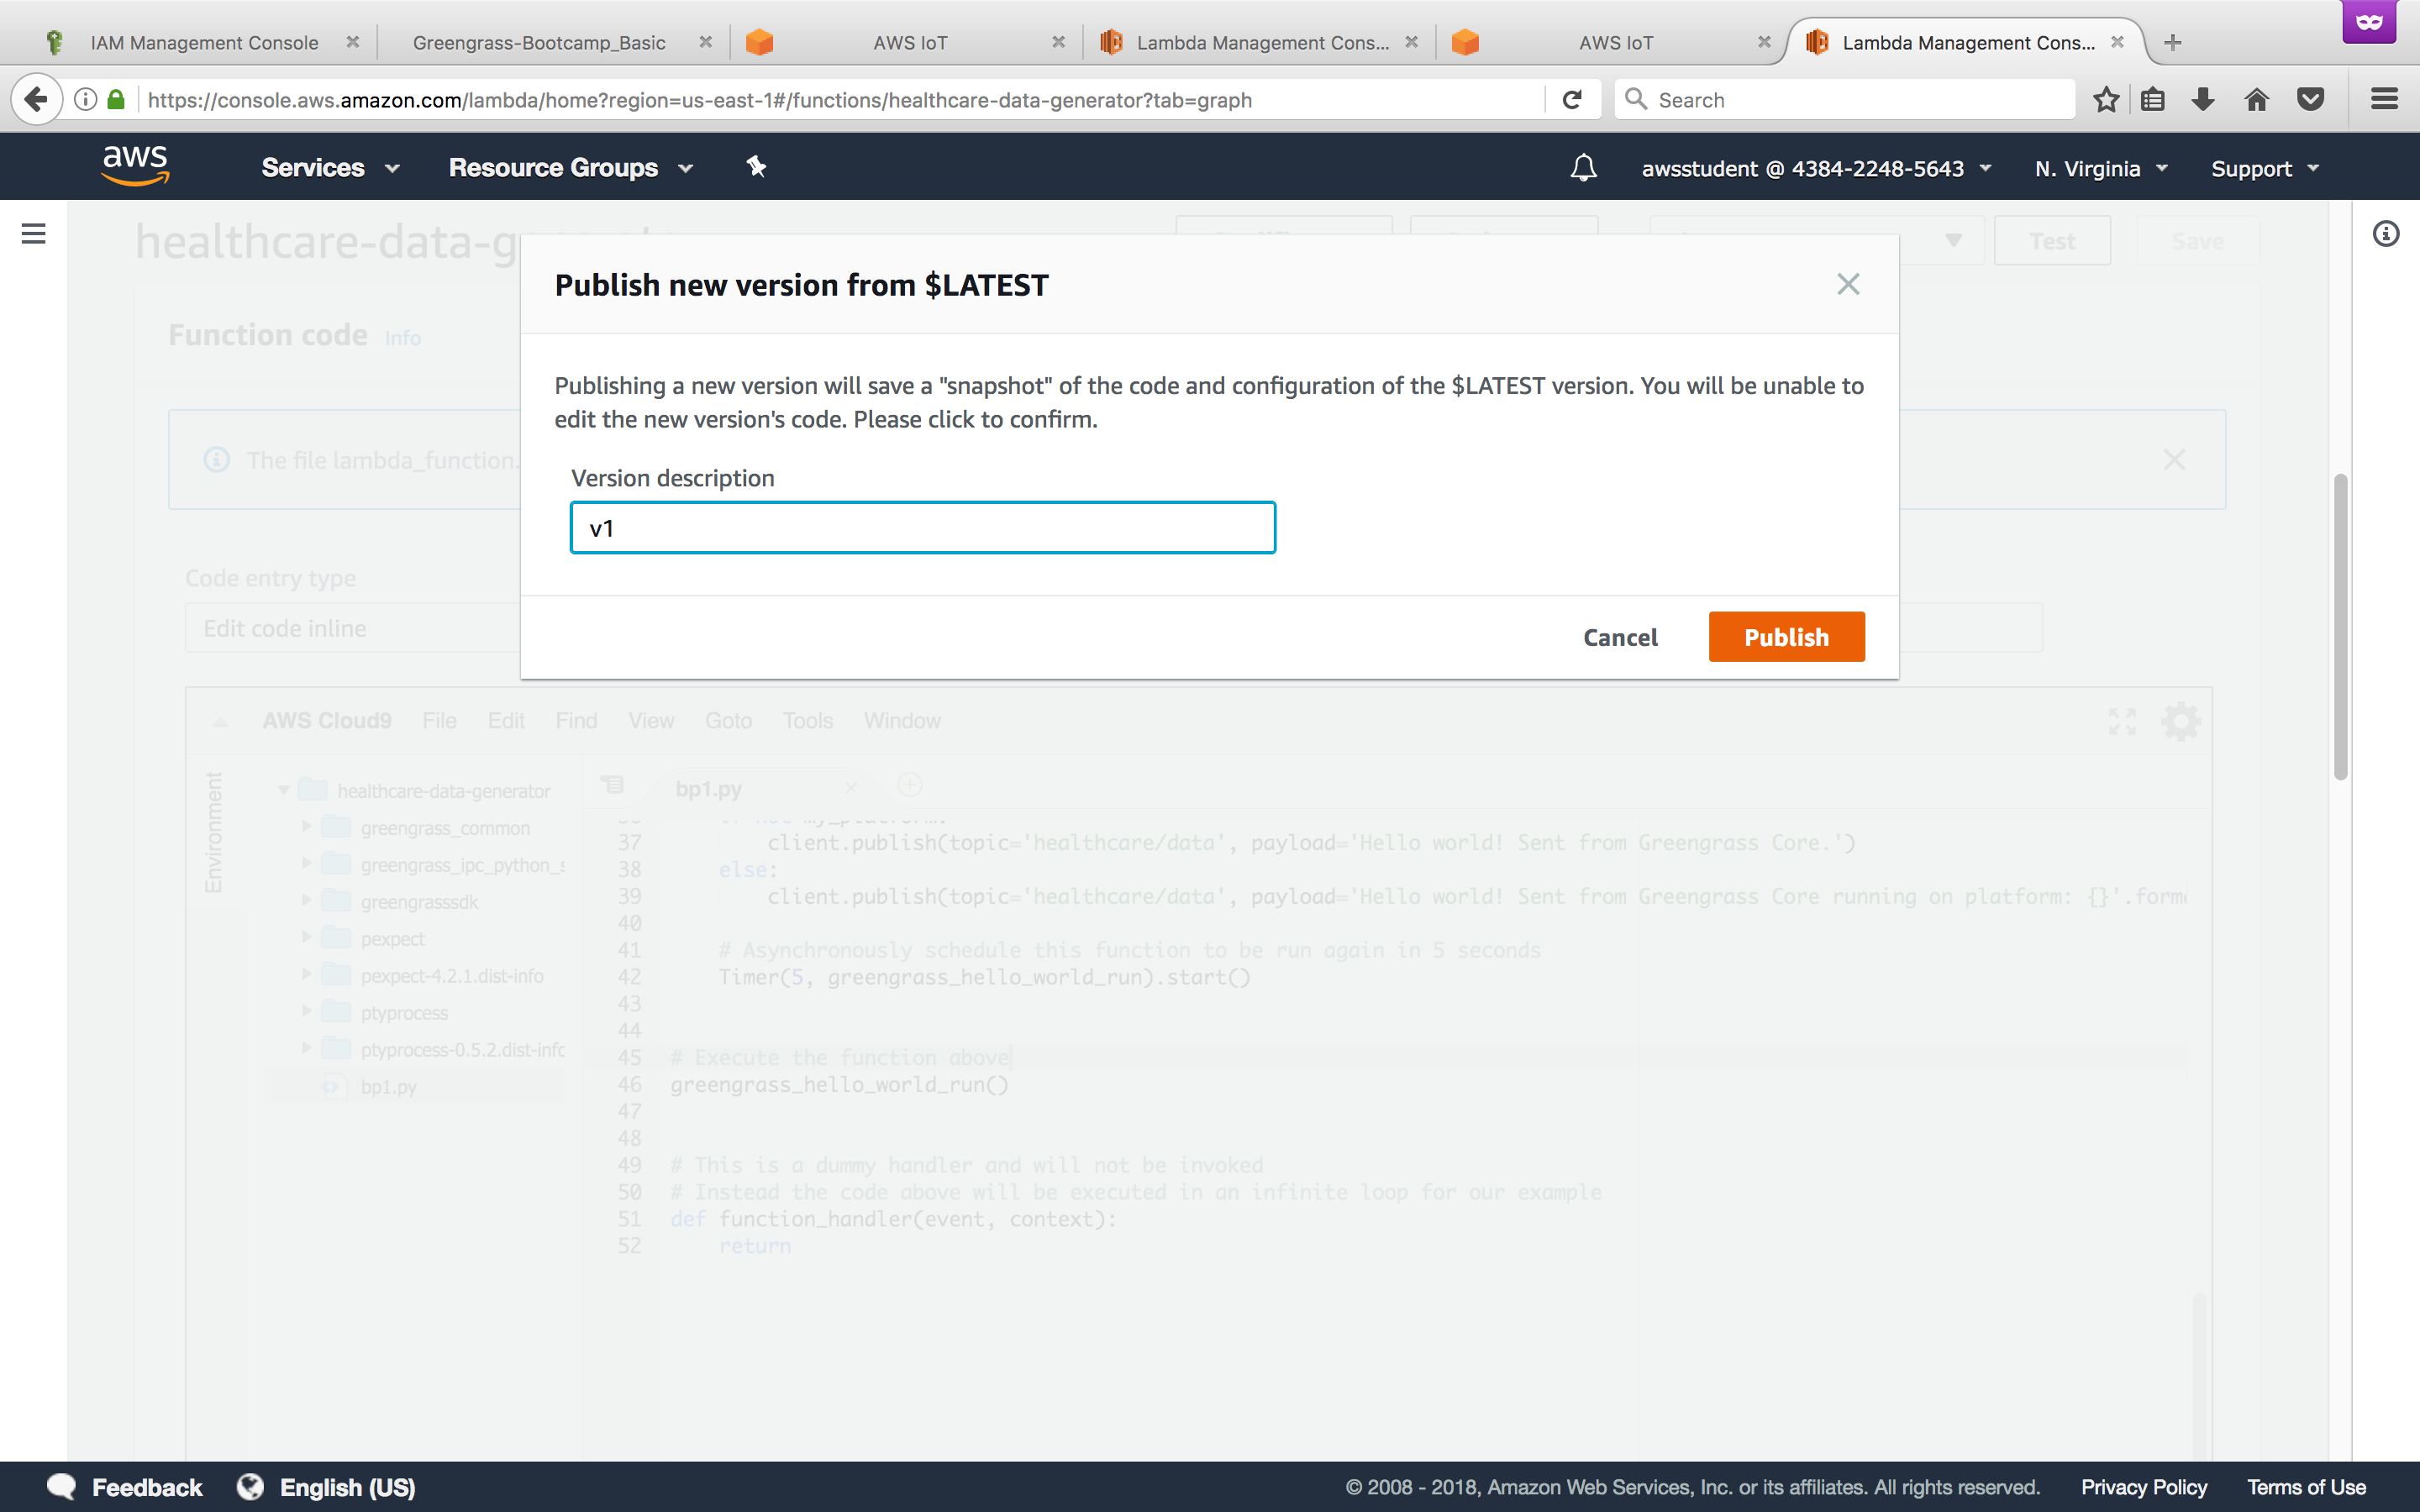 IAM Management Console
Greengrass-Bootcamp_Basic
AWS IoT
Lambda Management Cons...
AWS IoT
Lambda Management Cons...
https://console.aws.amazon.com/lambda/home?region=us-east-1#/functions/healthcare-data-generator?tab=graph
Search
aws
Services
Resource Groups
awsstudent @ 4384-2248-5643
N. Virginia
Support
healthcare-data-g
Test
Save
Publish new version from $LATEST
Function code Info
Publishing a new version will save a "snapshot" of the code and configuration of the $LATEST version. You will be unable to
edit the new version's code. Please click to confirm.
The file lambda_function.
Version description
v1
Code entry type
Edit code inline
Cancel
Publish
AWS Cloud9 File Edit Find View Goto Tools Window
Environment
healthcare-data-generator
greengrass_common
greengrass_ipc_python_s
greengrasssdk
pexpect
pexpect-4.2.1.dist-info
ptyprocess
ptyprocess-0.5.2.dist-info
bp1.py
bp1.py
37 client.publish(topic='healthcare/data', payload='Hello world! Sent from Greengrass Core.')
38 else:
39 client.publish(topic='healthcare/data', payload='Hello world! Sent from Greengrass Core running on platform: {}'.forma
40
41 # Asynchronously schedule this function to be run again in 5 seconds
42 Timer(5, greengrass_hello_world_run).start()
43
44
45 # Execute the function above
46 greengrass_hello_world_run()
47
48
49 # This is a dummy handler and will not be invoked
50 # Instead the code above will be executed in an infinite loop for our example
51 def function_handler(event, context):
52 return
Feedback
English (US)
© 2008 - 2018, Amazon Web Services, Inc. or its affiliates. All rights reserved.
Privacy Policy
Terms of Use